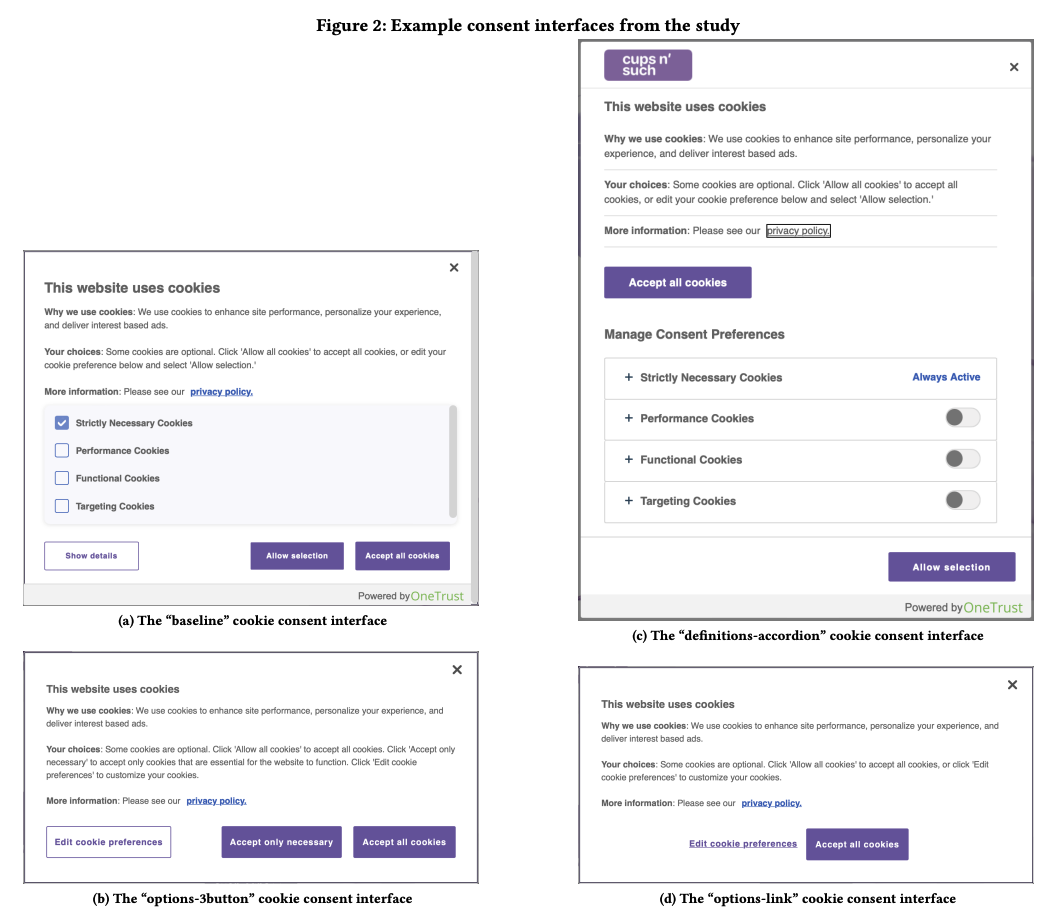 Figure 2: Example consent interfaces from the study
This website uses cookies
Why we use cookies: We use cookies to enhance site performance, personalize your experience,
and deliver interest based ads.
Your choices: Some cookies are optional. Click 'Allow all cookies' to accept all cookies, or edit your
cookie preference below and select 'Allow selection.'
More information: Please see our privacy policy.
Strictly Necessary Cookies
Performance Cookies
Functional Cookies
Targeting Cookies
Show details
Allow selection
Accept all cookies
Powered by OneTrust
(a) The “baseline” cookie consent interface
This website uses cookies
Why we use cookies: We use cookies to enhance site performance, personalize your experience, and
deliver interest based ads.
Your choices: Some cookies are optional. Click 'Allow all cookies' to accept all cookies. Click 'Accept only
necessary' to accept only cookies that are essential for the website to function. Click 'Edit cookie
preferences' to customize your cookies.
More information: Please see our privacy policy.
Edit cookie preferences
Accept only necessary
Accept all cookies
(b) The “options-3button” cookie consent interface
cups n'
such
This website uses cookies
Why we use cookies: We use cookies to enhance site performance, personalize your
experience, and deliver interest based ads.
Your choices: Some cookies are optional. Click 'Allow all cookies' to accept all
cookies, or edit your cookie preference below and select 'Allow selection.'
More information: Please see our privacy policy.
Accept all cookies
Manage Consent Preferences
+ Strictly Necessary Cookies Always Active
+ Performance Cookies
+ Functional Cookies
+ Targeting Cookies
Allow selection
Powered by OneTrust
(c) The “definitions-accordion” cookie consent interface
This website uses cookies
Why we use cookies: We use cookies to enhance site performance, personalize your experience, and
deliver interest based ads.
Your choices: Some cookies are optional. Click 'Allow all cookies' to accept all cookies, or click 'Edit
cookie preferences' to customize your cookies.
More information: Please see our privacy policy.
Edit cookie preferences
Accept all cookies
(d) The “options-link” cookie consent interface